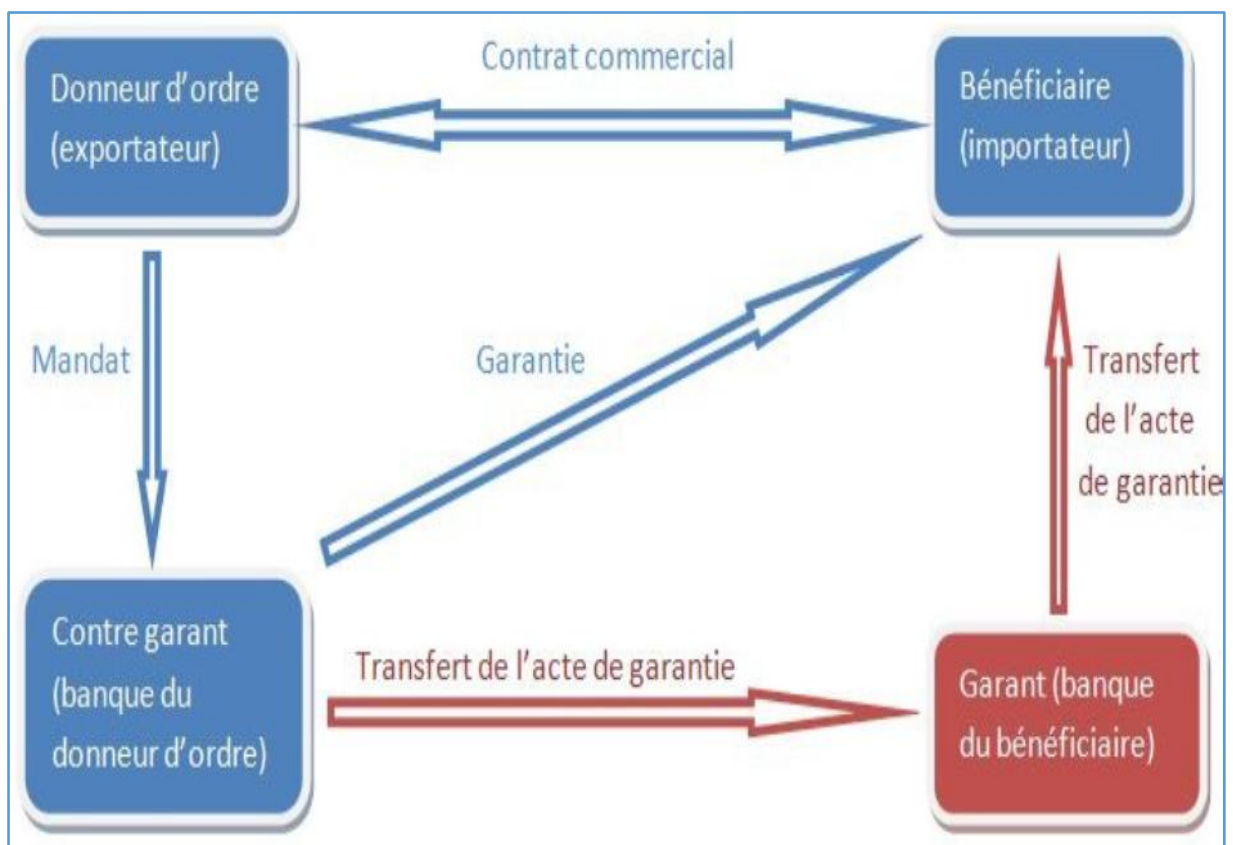 Donneur d'ordre
(exportateur)
Contrat commercial
Bénéficiaire
(importateur)
Mandat
Garantie
Transfert
de l'acte
de garantie
Contre garant
(banque du
donneur d'ordre)
Transfert de l'acte de garantie
Garant (banque
du bénéficiaire)